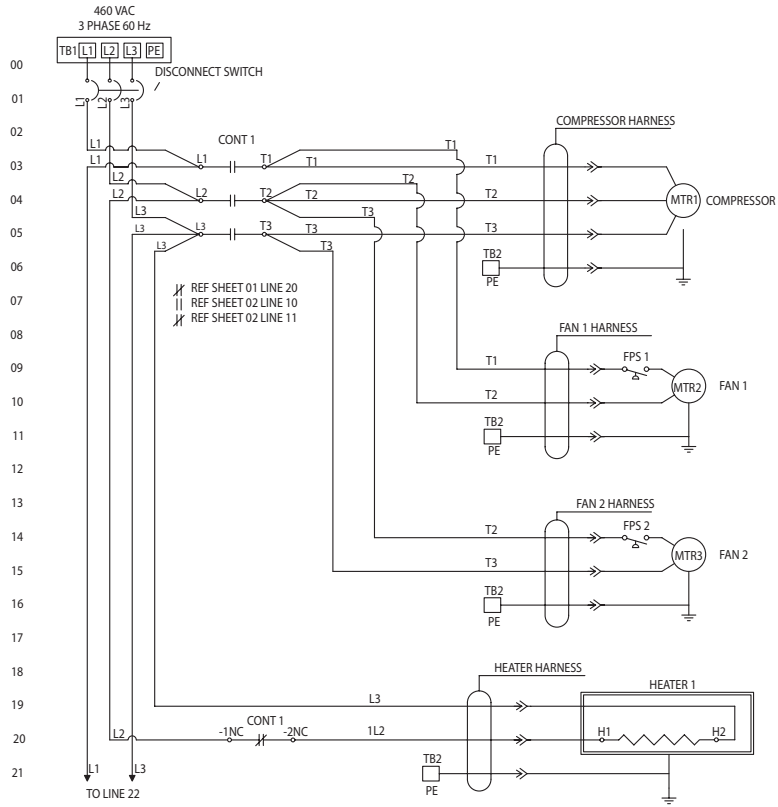 460 VAC
3 PHASE 60 Hz
TB1 L1 L2 L3 PE
00
DISCONNECT SWITCH
01
L1 L2 L3
02
COMPRESSOR HARNESS
L1 CONT 1 T1
03 L1 L1 T1 T1 T1
L2 T2
04 L2 L2 T2 T2 T2 MTR1 COMPRESSOR
L3 T3
05 L3 L3 T3 T3 T3
L3 T3
TB2
06
PE
REF SHEET 01 LINE 20
07 REF SHEET 02 LINE 10
REF SHEET 02 LINE 11
08
FAN 1 HARNESS
09 T1 FPS 1
MTR2 FAN 1
10 T2
TB2
11
PE
12
13
FAN 2 HARNESS
14 T2 FPS 2
MTR3 FAN 2
15 T3
TB2
16
PE
17
18
HEATER HARNESS
HEATER 1
19 L3
CONT 1
20 L2 -1NC -2NC 1L2 H1 H2
TB2
21 L1 L3
PE
TO LINE 22